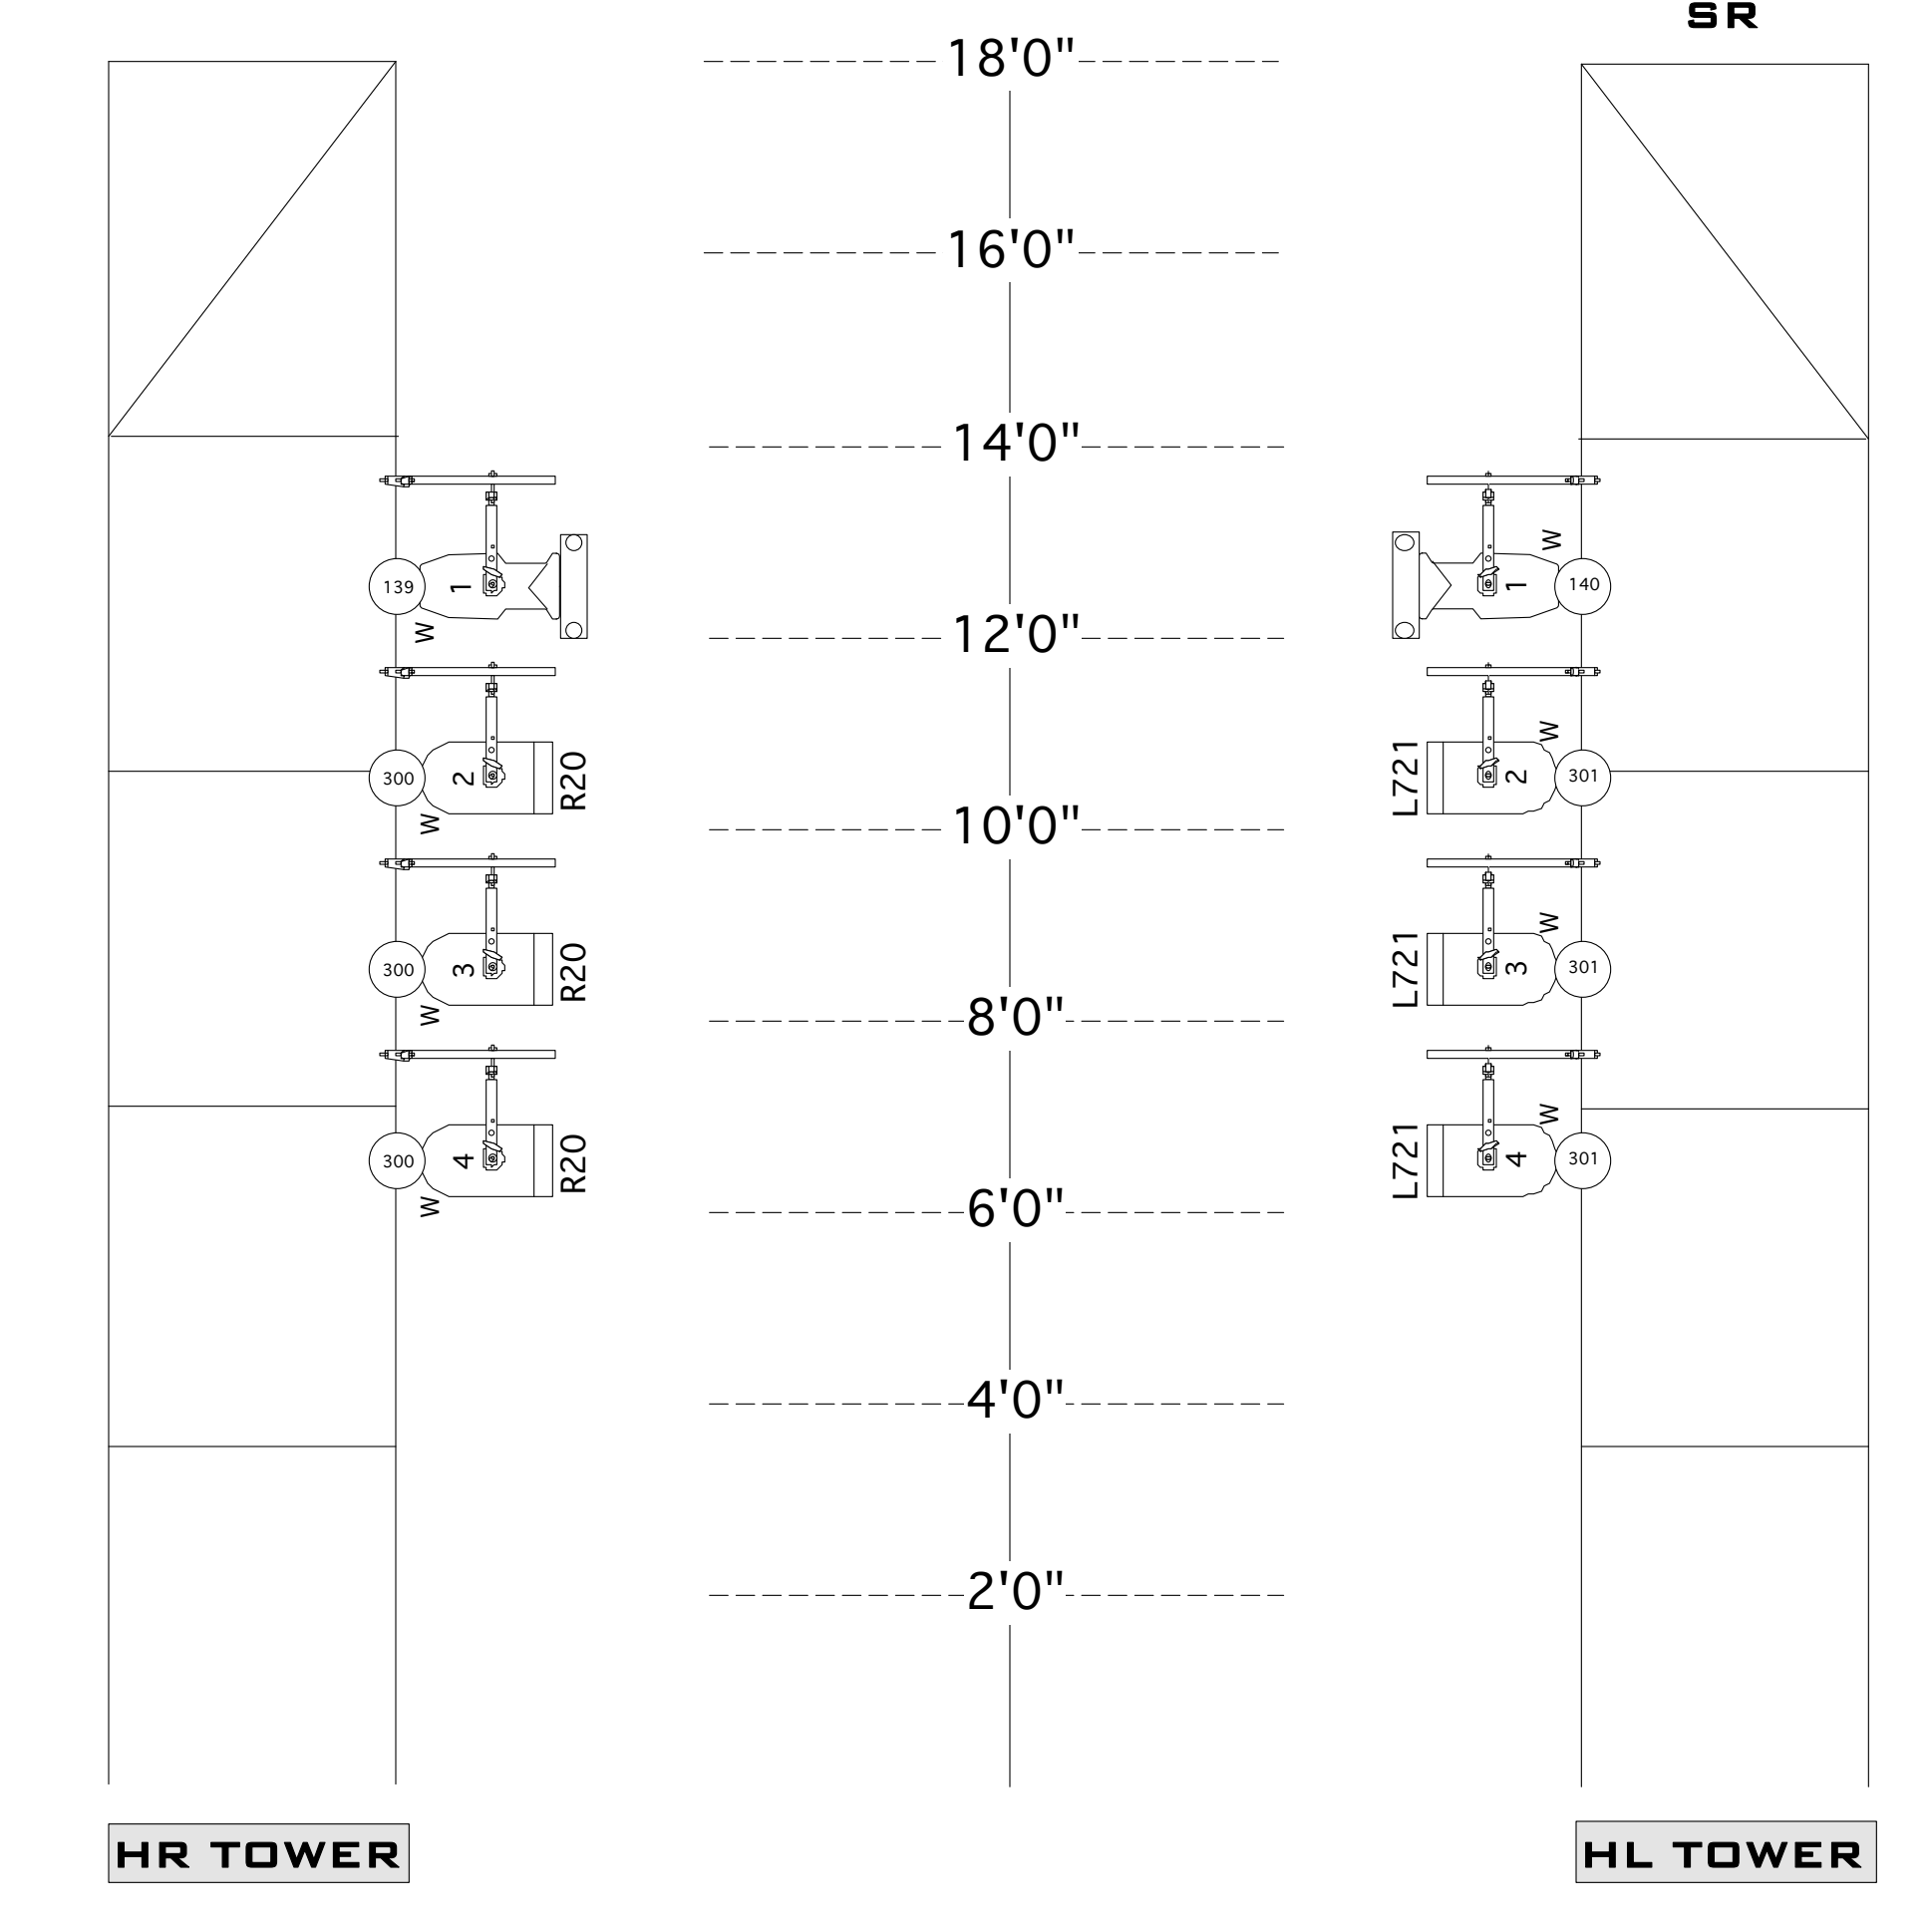 SR
18'0"
16'0"
14'0"
139 1 W
1 W 140
12'0"
300 2 W R20
L721 2 W 301
10'0"
300 3 W R20
L721 3 W 301
8'0"
300 4 W R20
L721 4 W 301
6'0"
4'0"
2'0"
HR TOWER
HL TOWER